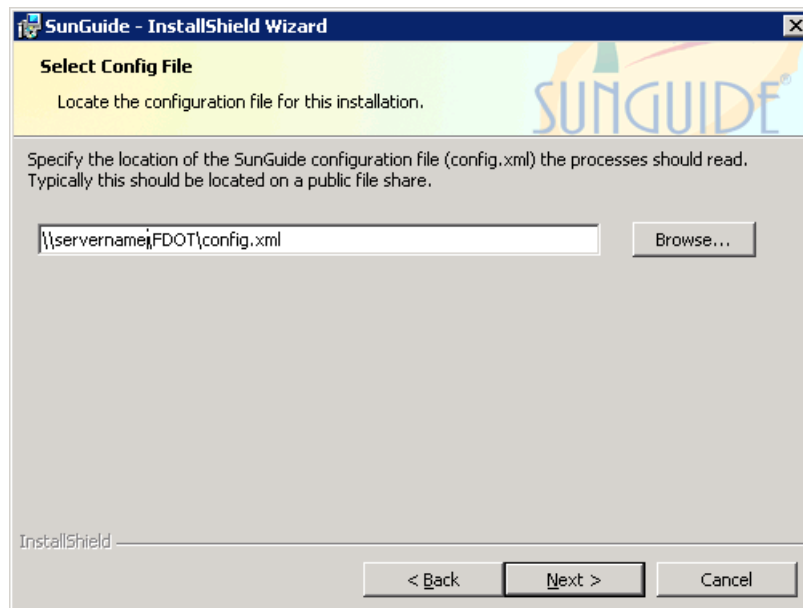 SunGuide - InstallShield Wizard
Select Config File
Locate the configuration file for this installation.
SUNGUIDE®
Specify the location of the SunGuide configuration file (config.xml) the processes should read.
Typically this should be located on a public file share.
\\servername\FDOT\config.xml
Browse...
InstallShield
< Back
Next >
Cancel